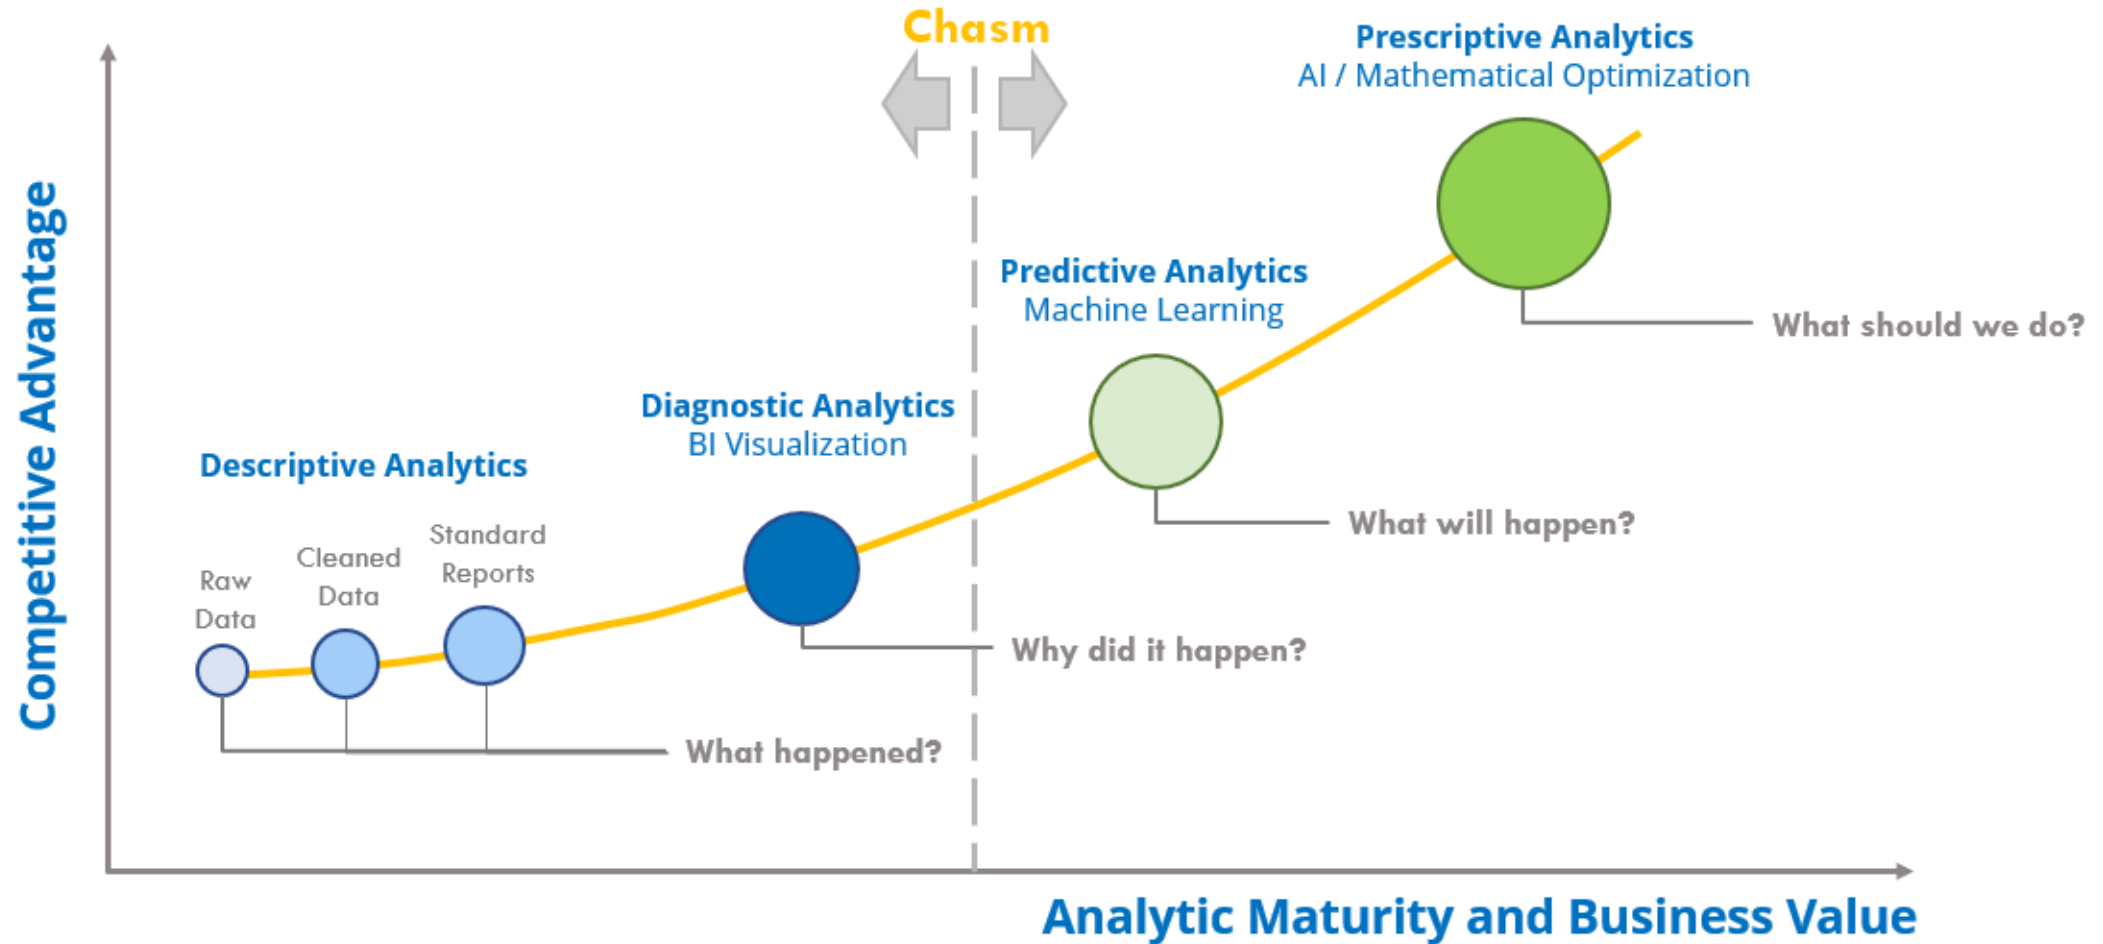 Chasm
Prescriptive Analytics
AI / Mathematical Optimization
Competitive Advantage
Predictive Analytics
Machine Learning
What should we do?
Diagnostic Analytics
BI Visualization
Descriptive Analytics
What will happen?
Standard
Reports
Cleaned
Data
Raw
Data
Why did it happen?
What happened?
Analytic Maturity and Business Value